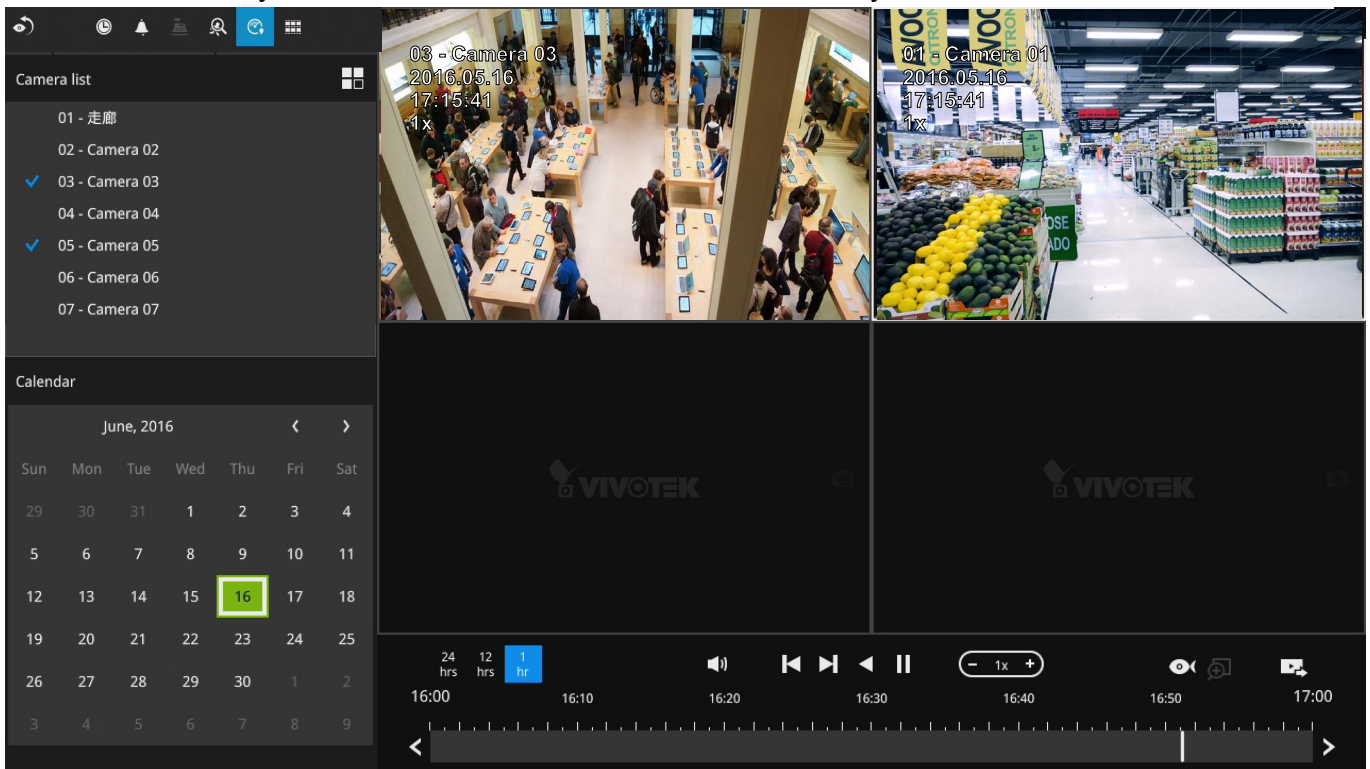 Camera list
01 - 走廊
02 - Camera 02
03 - Camera 03
04 - Camera 04
05 - Camera 05
06 - Camera 06
07 - Camera 07
Calendar
June, 2016
Sun Mon Tue Wed Thu Fri Sat
29 30 31 1 2 3 4
5 6 7 8 9 10 11
12 13 14 15 16 17 18
19 20 21 22 23 24 25
26 27 28 29 30 1 2
3 4 5 6 7 8 9
03 - Camera 03
2016.05.16
17:15:41
1x
01 - Camera 01
2016.05.16
17:15:41
1x
VIVOTEK
VIVOTEK
24 hrs
12 hrs
1 hr
- 1x +
16:00 16:10 16:20 16:30 16:40 16:50 17:00